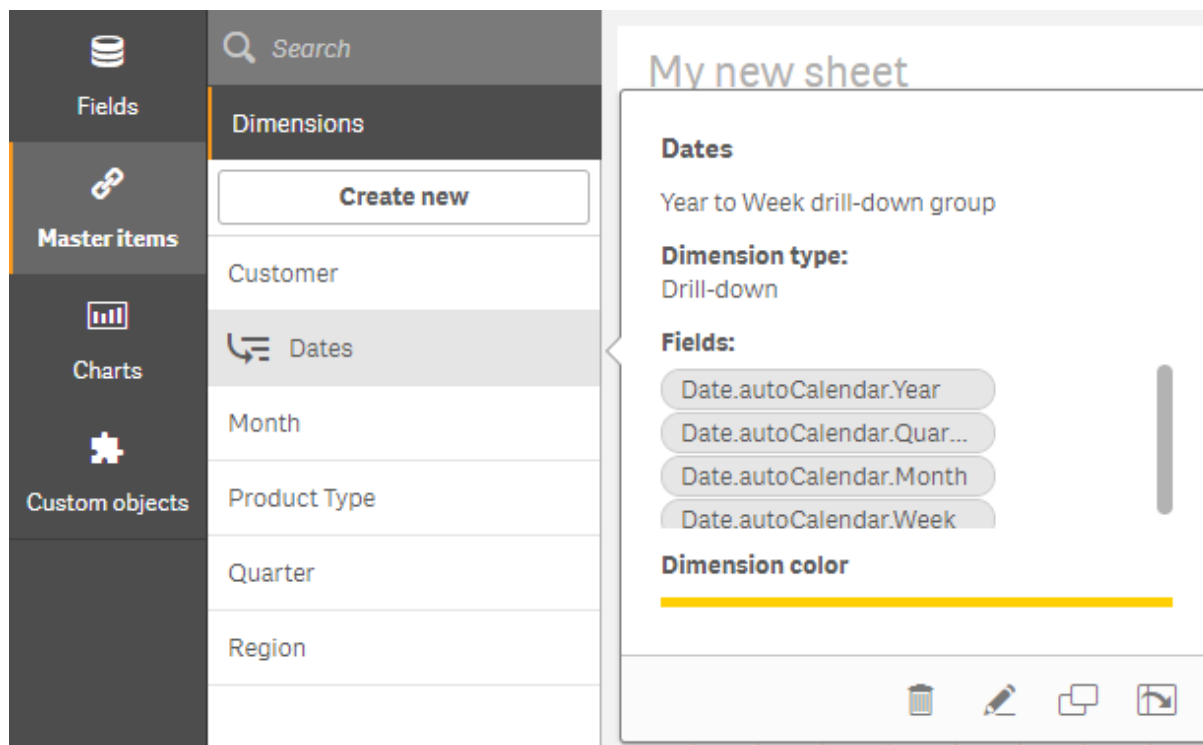 Fields
Master items
Charts
Custom objects
Search
Dimensions
Create new
Customer
Dates
Month
Product Type
Quarter
Region
My new sheet
Dates
Year to Week drill-down group
Dimension type:
Drill-down
Fields:
Date.autoCalendar.Year
Date.autoCalendar.Quar...
Date.autoCalendar.Month
Date.autoCalendar.Week
Dimension color